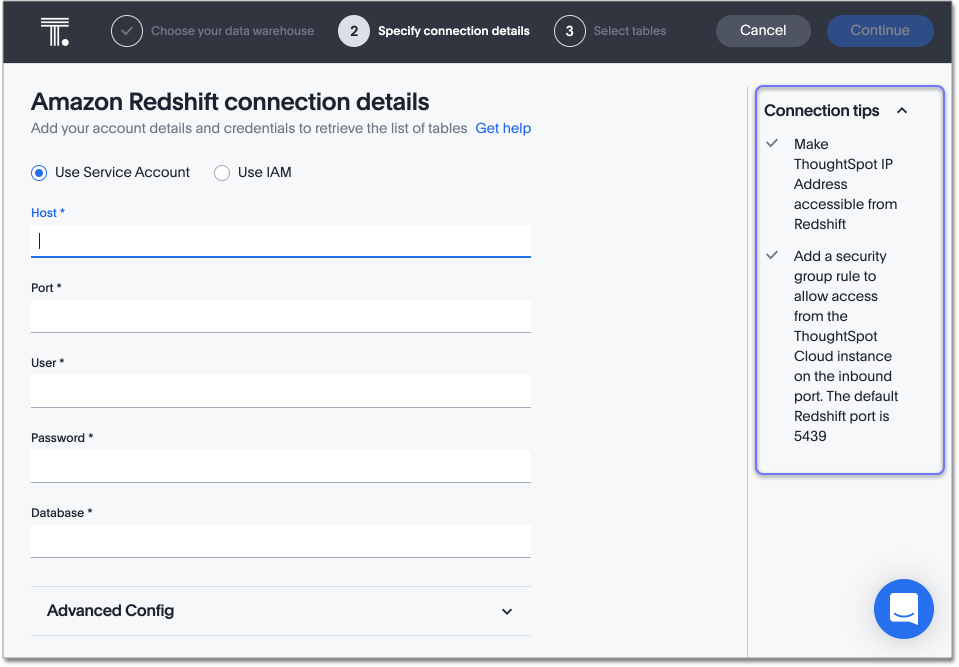 T.
Choose your data warehouse
2
Specify connection details
3
Select tables
Cancel
Continue
Amazon Redshift connection details
Add your account details and credentials to retrieve the list of tables Get help
Use Service Account
Use IAM
Host *
Port *
User *
Password *
Database *
Advanced Config
Connection tips
Make
ThoughtSpot IP
Address
accessible from
Redshift
Add a security
group rule to
allow access
from the
ThoughtSpot
Cloud instance
on the inbound
port. The default
Redshift port is
5439